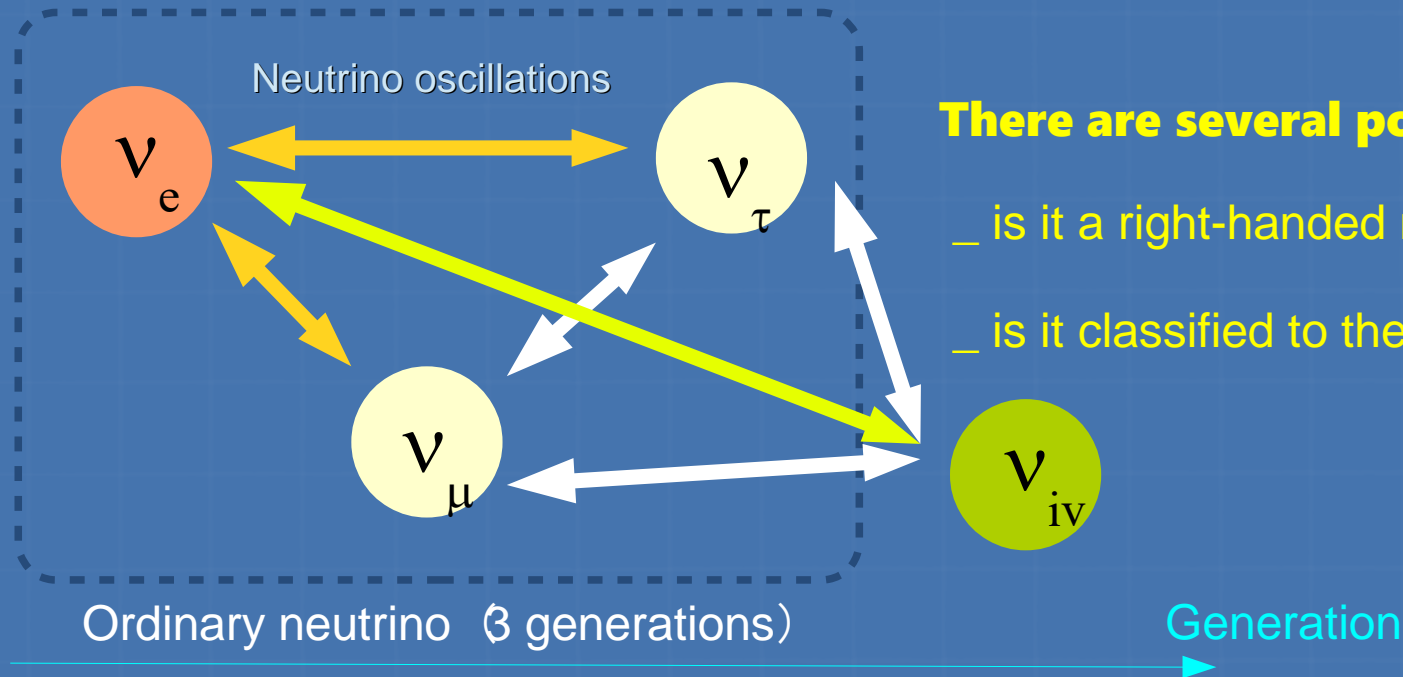 Neutrino oscillations
There are several
νe
ντ
_ is it a right-handed
_ is it classified to the
νμ
νiv
Ordinary neutrino (3 generations)
Generation